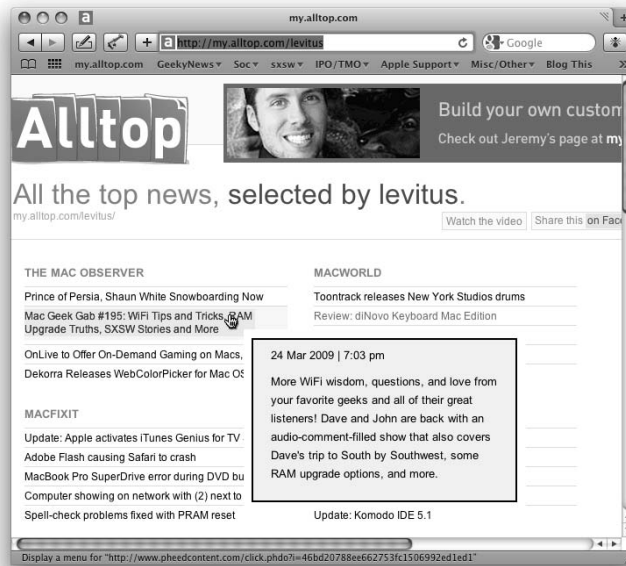 my.alltop.com
http://my.alltop.com/levitus
Google
my.alltop.com GeekyNews Soc sxsw IPO/TMO Apple Support Misc/Other Blog This
Alltop
Build your own custom
Check out Jeremy's page at my
All the top news, selected by levitus.
my.alltop.com/levitus/
Watch the video Share this on Face
THE MAC OBSERVER
Prince of Persia, Shaun White Snowboarding Now
Mac Geek Gab #195: WiFi Tips and Tricks, RAM
Upgrade Truths, SXSW Stories and More
OnLive to Offer On-Demand Gaming on Macs,
Dekorra Releases WebColorPicker for Mac OS
MACWORLD
Toontrack releases New York Studios drums
Review: diNovo Keyboard Mac Edition
24 Mar 2009 | 7:03 pm
More WiFi wisdom, questions, and love from
your favorite geeks and all of their great
listeners! Dave and John are back with an
audio-comment-filled show that also covers
Dave's trip to South by Southwest, some
RAM upgrade options, and more.
MACFIXIT
Update: Apple activates iTunes Genius for TV
Adobe Flash causing Safari to crash
MacBook Pro SuperDrive error during DVD bu
Computer showing on network with (2) next to
Spell-check problems fixed with PRAM reset
Update: Komodo IDE 5.1
Display a menu for "http://www.pheedcontent.com/click.phdo?i=46bd20788ee662753fc1506992ed1ed1"